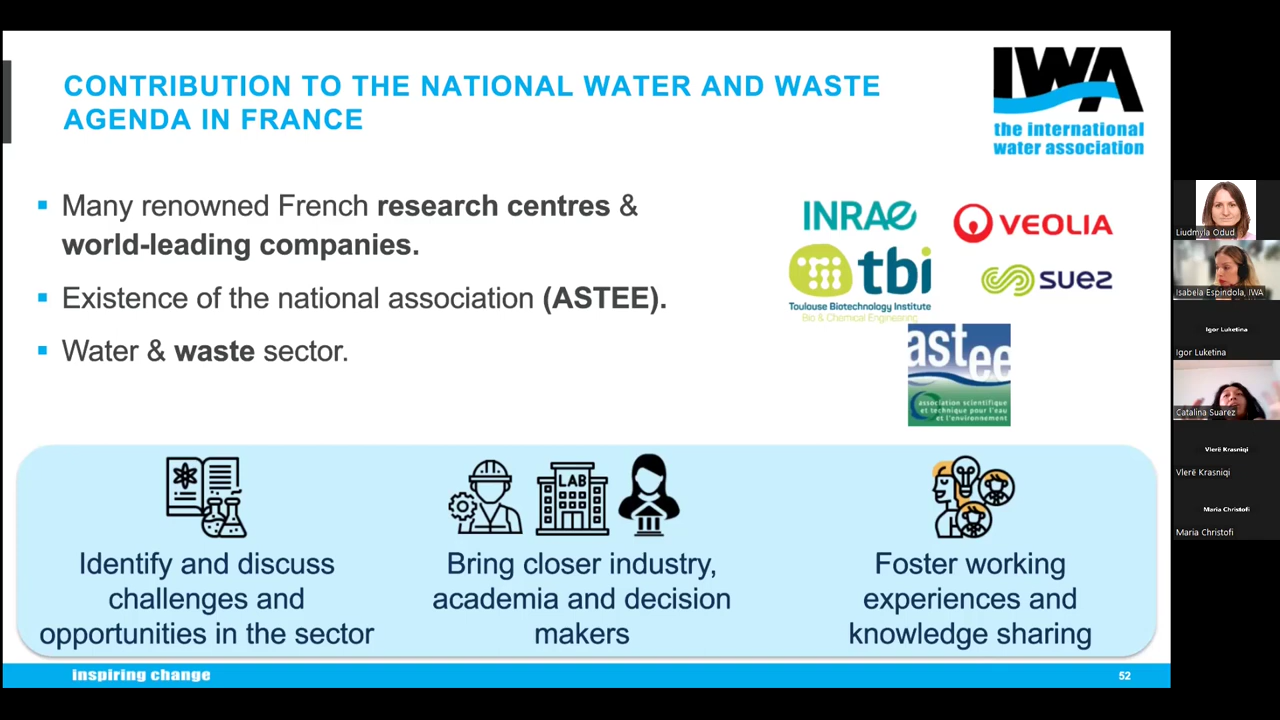 CONTRIBUTION TO THE NATIONAL WATER AND WASTE
AGENDA IN FRANCE
IWA
the international
water association
Many renowned French research centres &
world-leading companies.
Existence of the national association (ASTEE).
Water & waste sector.
INRAE
VEOLIA
tbi
Toulouse Biotechnology Institute
Bio & Chemical Engineering
suez
astee
association scientifique
et technique pour l'eau
et l'environnement
LAB
Identify and discuss
challenges and
opportunities in the sector
Bring closer industry,
academia and decision
makers
Foster working
experiences and
knowledge sharing
inspiring change
52
Liudmyla Odud
Isabela Espindola, IWA
Igor Luketina
Igor Luketina
Catalina Suarez
Vlerë Krasniqi
Vlerë Krasniqi
Maria Christofi
Maria Christofi